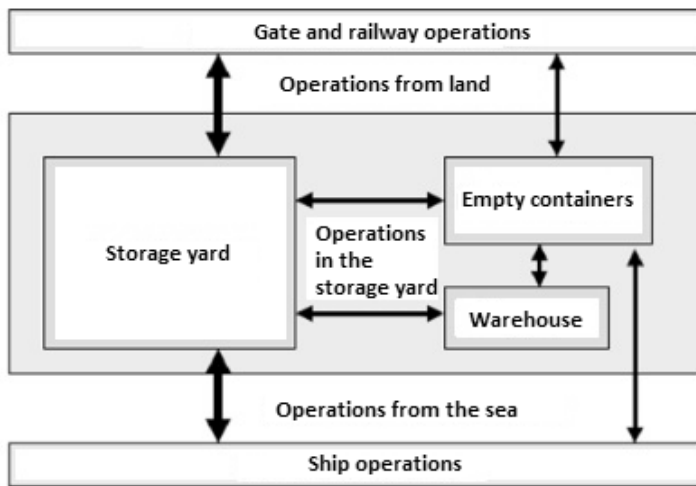 Gate and railway operations
Operations from land
Storage yard
Empty containers
Operations
in the
storage yard
Warehouse
Operations from the sea
Ship operations